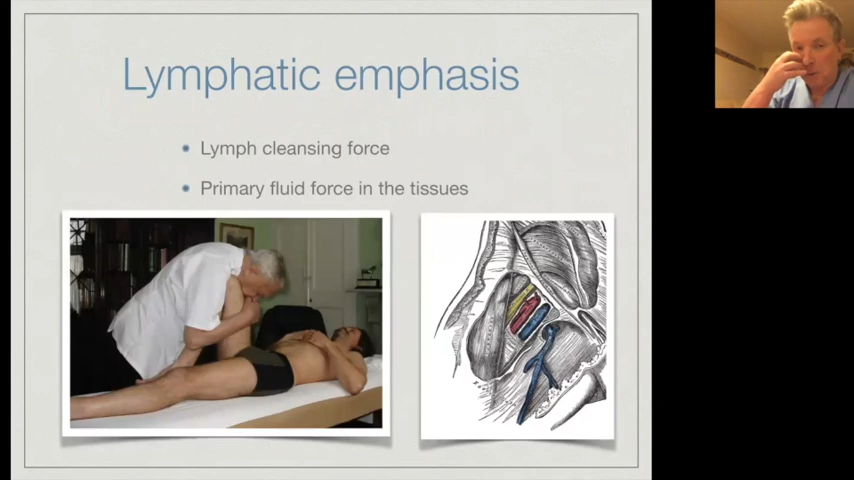 Lymphatic emphasis
Lymph cleansing force
Primary fluid force in the tissues